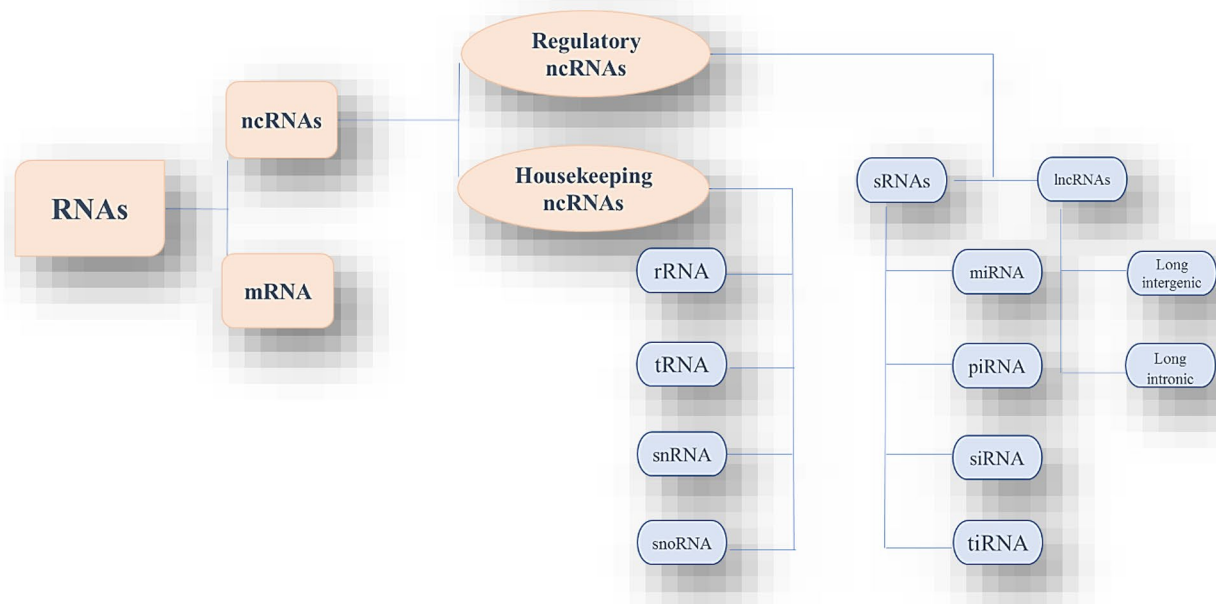 RNAs
ncRNAs
mRNA
Regulatory
ncRNAs
Housekeeping
ncRNAs
rRNA
tRNA
snRNA
snoRNA
sRNAs
lncRNAs
miRNA
piRNA
siRNA
tiRNA
Long
intergenic
Long
intronic